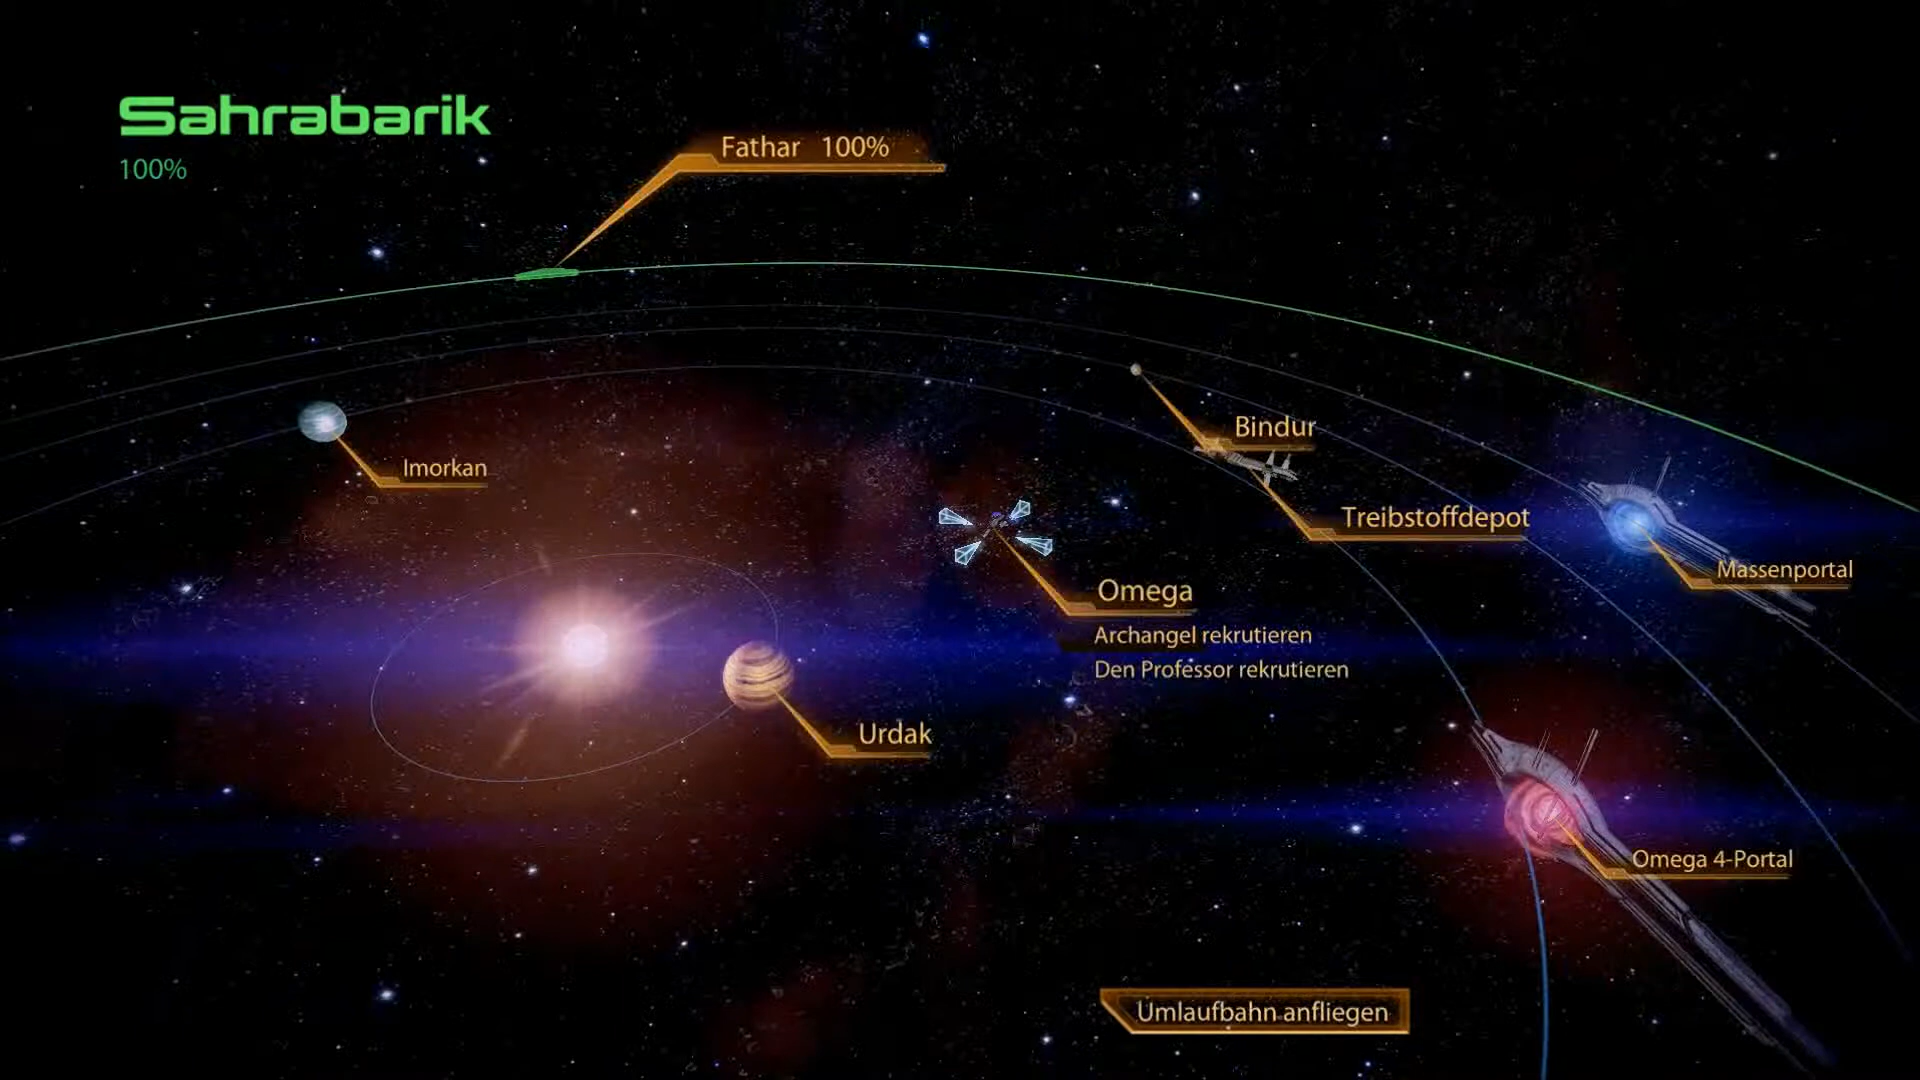 Sahrabarik
100%
Fathar 100%
Bindur
Imorkan
Treibstoffdepot
Massenportal
Omega
Archangel rekrutieren
Den Professor rekrutieren
Urdak
Omega 4-Portal
Umlaufbahn anfliegen